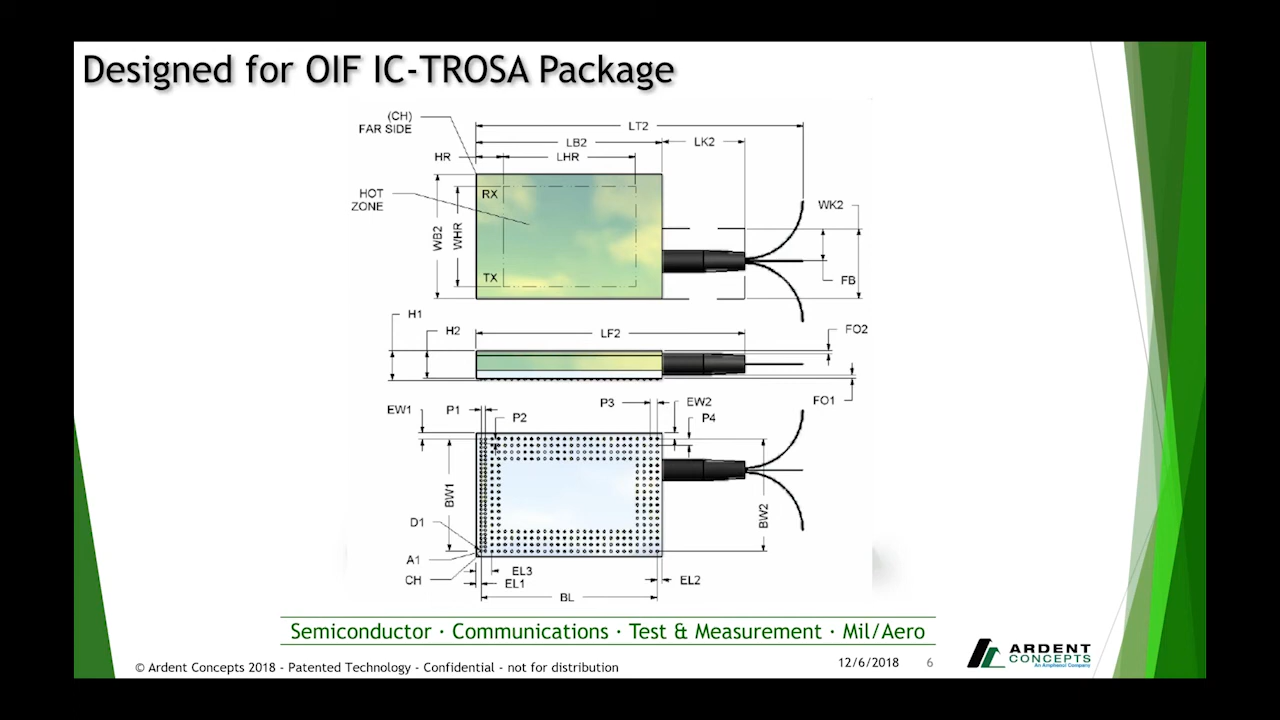 Designed for OIF IC-TROSA Package
(CH)
FAR SIDE
LT2
LB2
LK2
HR
LHR
HOT
ZONE
RX
WB2
WHR
TX
WK2
FB
H1
H2
LF2
FO2
FO1
EW1
P1
P2
P3
EW2
P4
BW1
BW2
D1
A1
CH
EL3
EL1
EL2
BL
Semiconductor · Communications · Test & Measurement · Mil/Aero
© Ardent Concepts 2018 - Patented Technology - Confidential - not for distribution
12/6/2018 6
ARDENT
CONCEPTS
An Amphenol Company